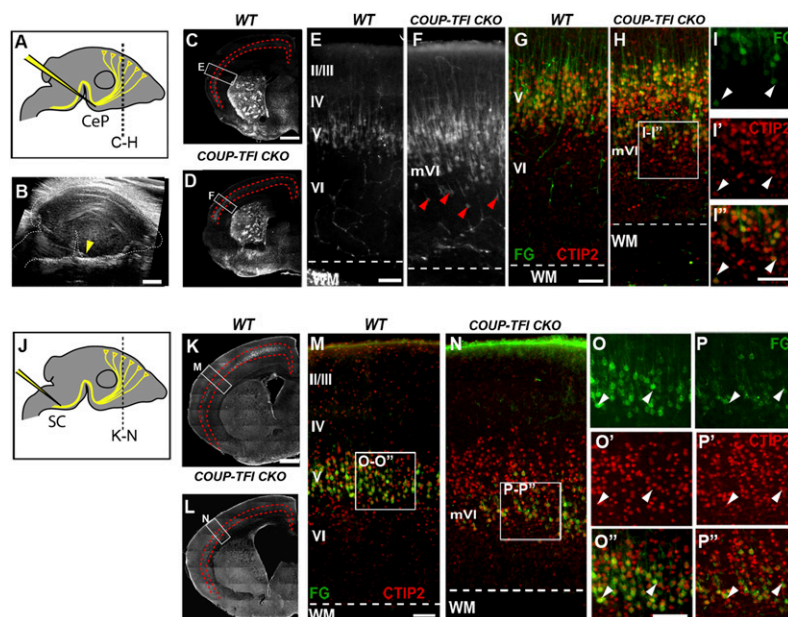 WT
WT
COUP-TFI CKO
WT
COUP-TFI CKO
A
CeP
C-H
B
C
E
COUP-TFI CKO
D
F
E
II/III
IV
V
VI
WM
F
mVI
G
V
VI
FG CTIP2
WM
H
mVI
I-I”
WM
I FG
I’ CTIP2
I”
WT
WT
COUP-TFI CKO
J
SC
K-N
K
M
COUP-TFI CKO
L
N
M
II/III
IV
V
O-O”
VI
FG CTIP2
WM
N
mVI
P-P”
WM
O
P FG
O’
P’ CTIP2
O”
P”